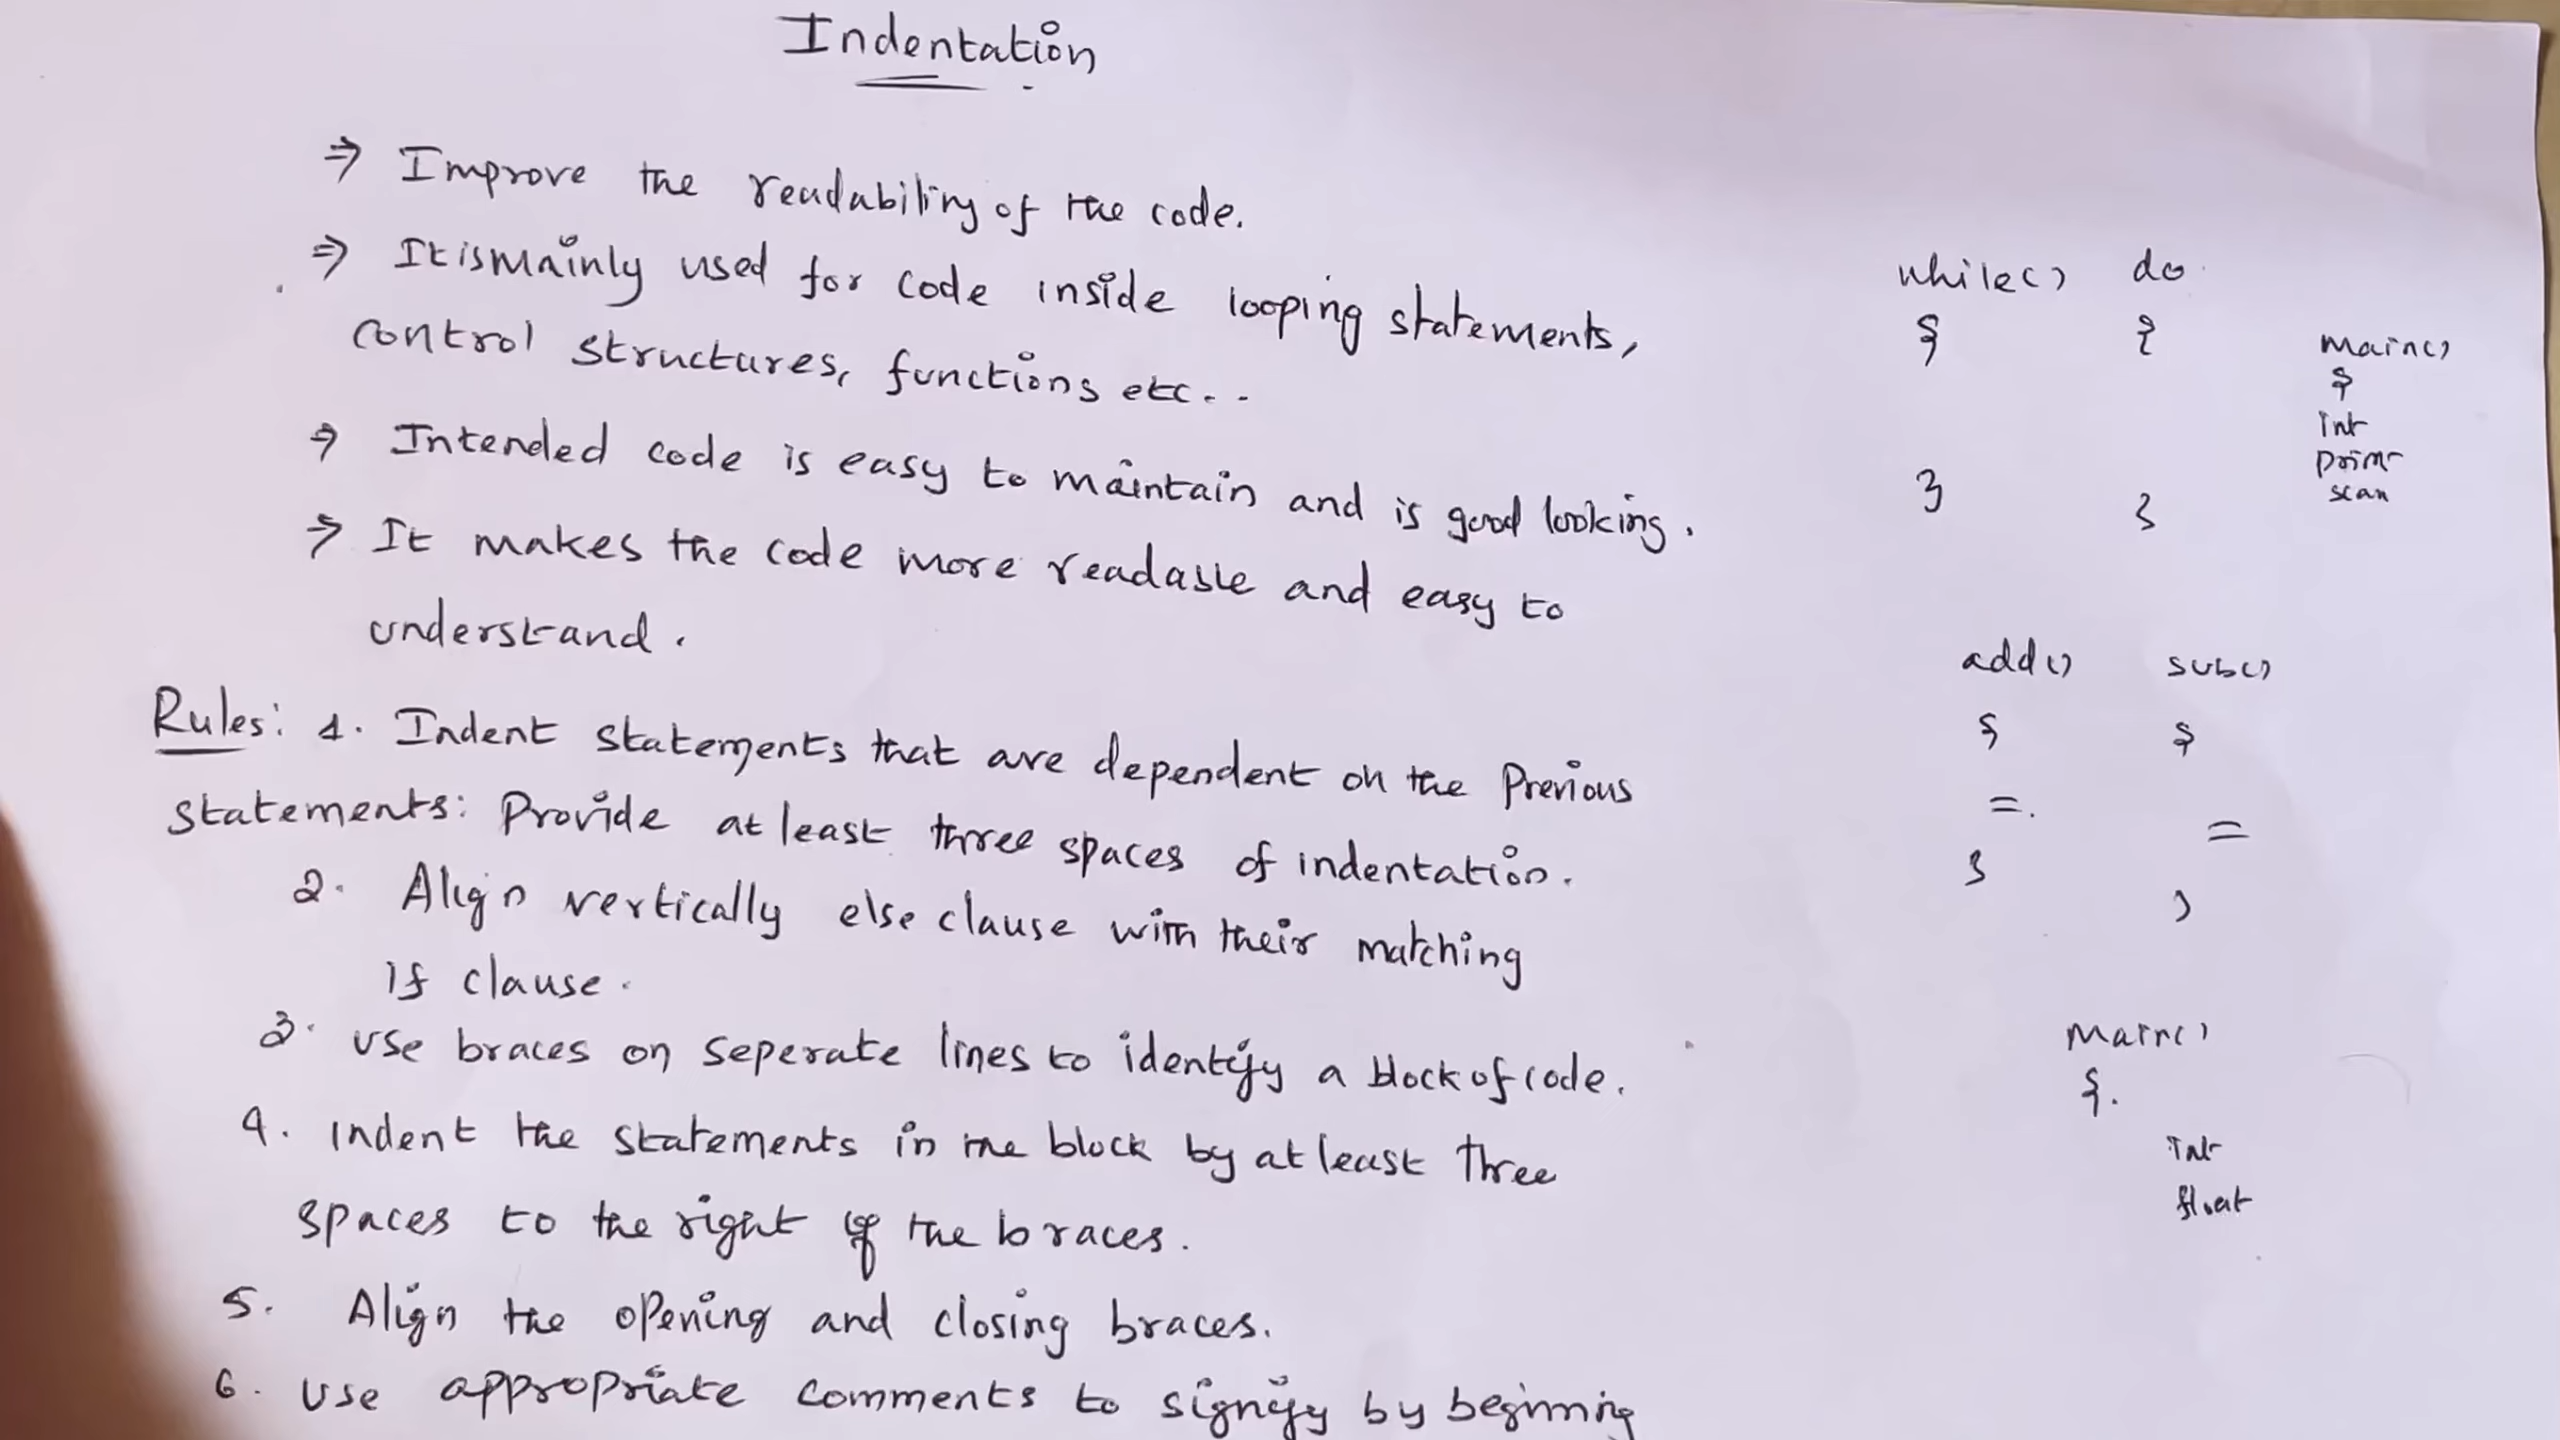 Indentation
⇒ Improve the readability of the code.
⇒ It is mainly used for code inside looping statements,
control structures, functions etc..
⇒ Intended code is easy to maintain and is good looking.
⇒ It makes the code more readable and easy to
understand.
Rules: 1. Indent statements that are dependent on the Previous
statements: Provide at least three spaces of indentation.
2. Align vertically else clause with their matching
if clause.
3. use braces on seperate lines to identify a block of code.
4. indent the statements in the block by at least three
spaces to the right of the braces.
5. Align the opening and closing braces.
6. use appropriate comments to signify by beginning
while() do
{ {
} }
main()
{
int
print
scan
add() sub()
{ {
=. =
} }
main()
{.
int
float